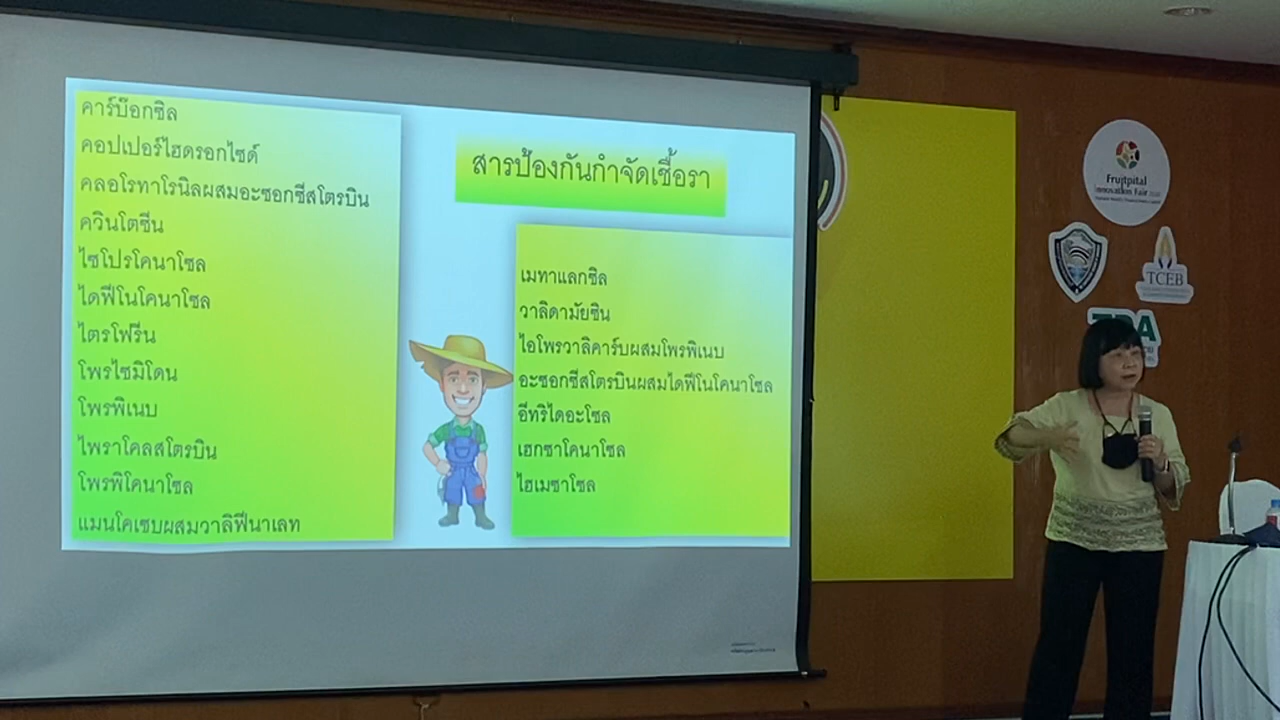 คาร์บ๊อกซิล
คอปเปอร์ไฮดรอกไซด์
คลอโรทาโรนิลผสมอะซอกซีสโตรบิน
ควินโตซีน
ไซโปรโคนาโซล
ไดฟีโนโคนาโซล
ไตรโฟรีน
โพรไซมิโดน
โพรพิเนบ
ไพราโคลสโตรบิน
โพรพิโคนาโซล
แมนโคเซบผสมวาลิฟีนาเลท
สารป้องกันกำจัดเชื้อรา
เมทาแลกซิล
วาลิดามัยซิน
ไอโพรวาลิคาร์บผสมโพรพิเนบ
อะซอกซีสโตรบินผสมไดฟีโนโคนาโซล
อีทริไดอะโซล
เฮกซาโคนาโซล
ไฮเมซาโซล
Fruitpital
Innovation Fair
TCEB